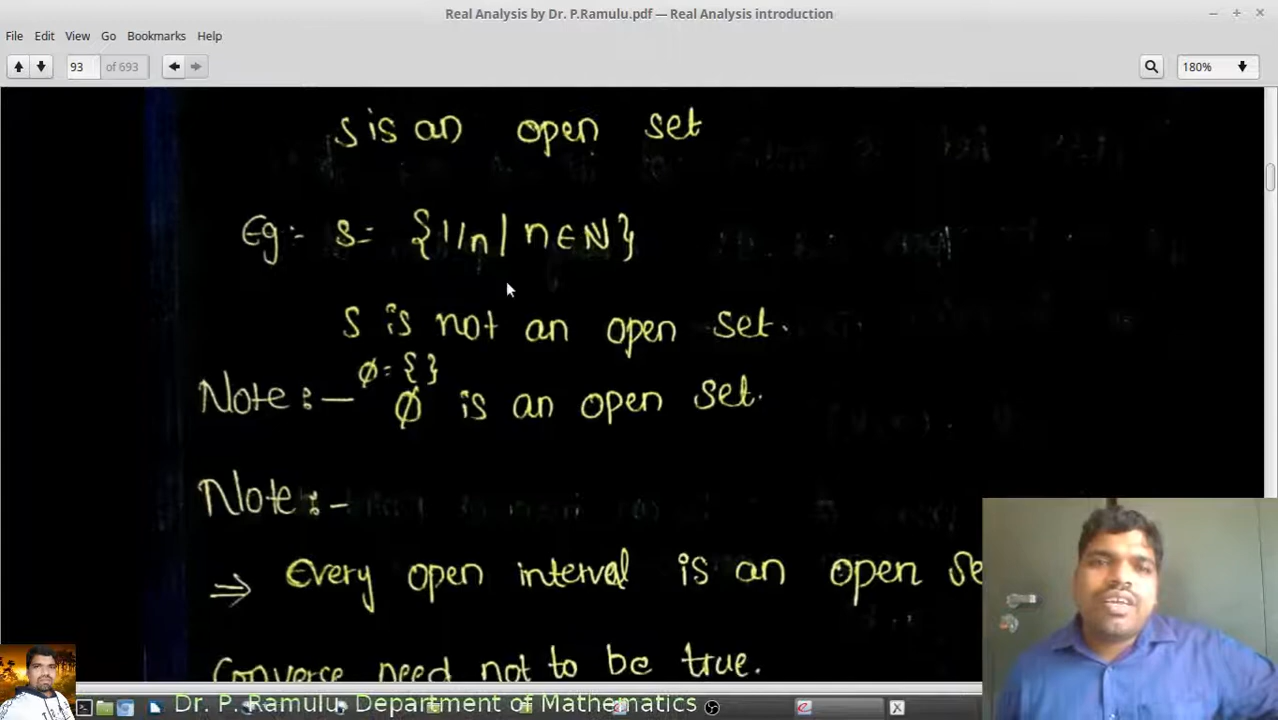 Real Analysis by Dr. P.Ramulu.pdf — Real Analysis introduction
File Edit View Go Bookmarks Help
93 of 693 180%
S is an open set
Eg:- S = {1/n | n ∈ N}
S is not an open set.
φ = { }
Note:- φ is an open set.
Note:-
⇒ Every open interval is an open se
Converse need not to be true.
Dr. P. Ramulu, Department of Mathematics